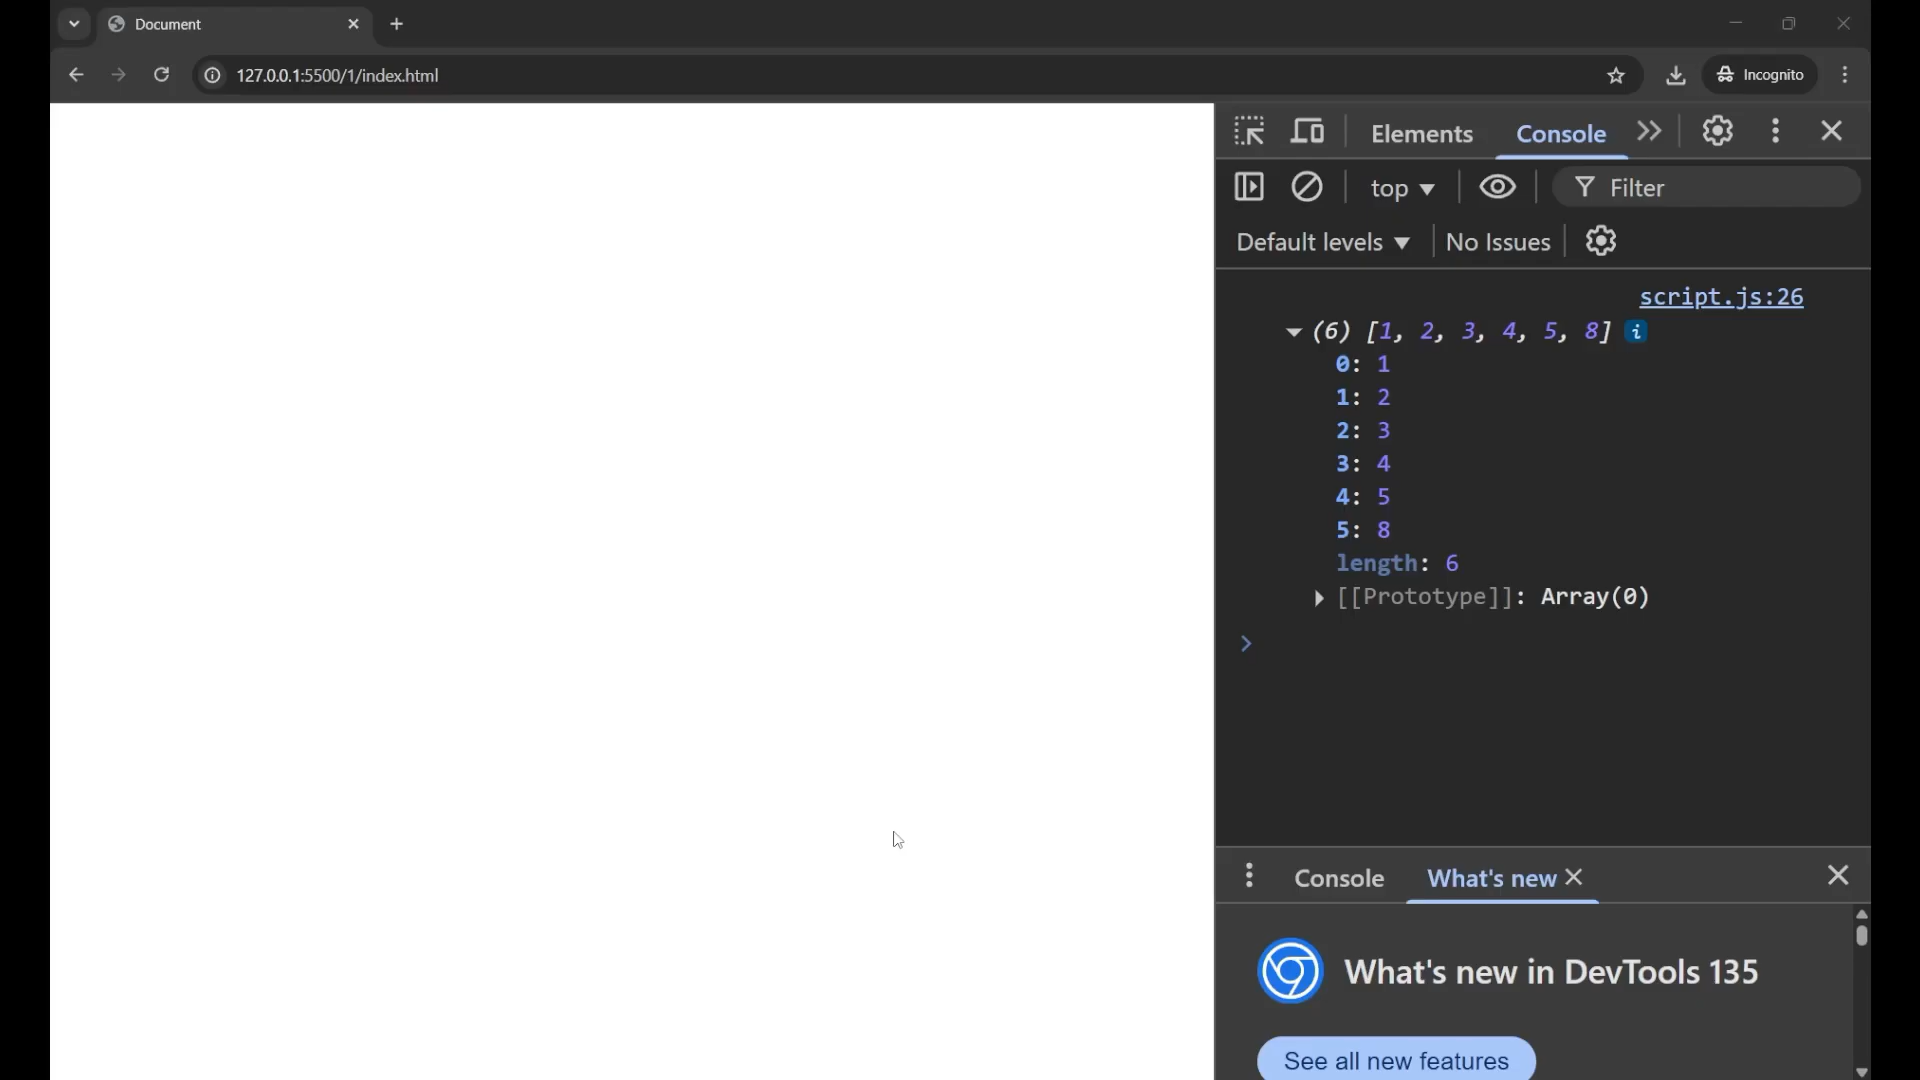 Document
127.0.0.1:5500/1/index.html
Incognito
Elements
Console
top
Filter
Default levels
No Issues
script.js:26
(6) [1, 2, 3, 4, 5, 8] i
0: 1
1: 2
2: 3
3: 4
4: 5
5: 8
length: 6
[[Prototype]]: Array(0)
Console
What's new
What's new in DevTools 135
See all new features